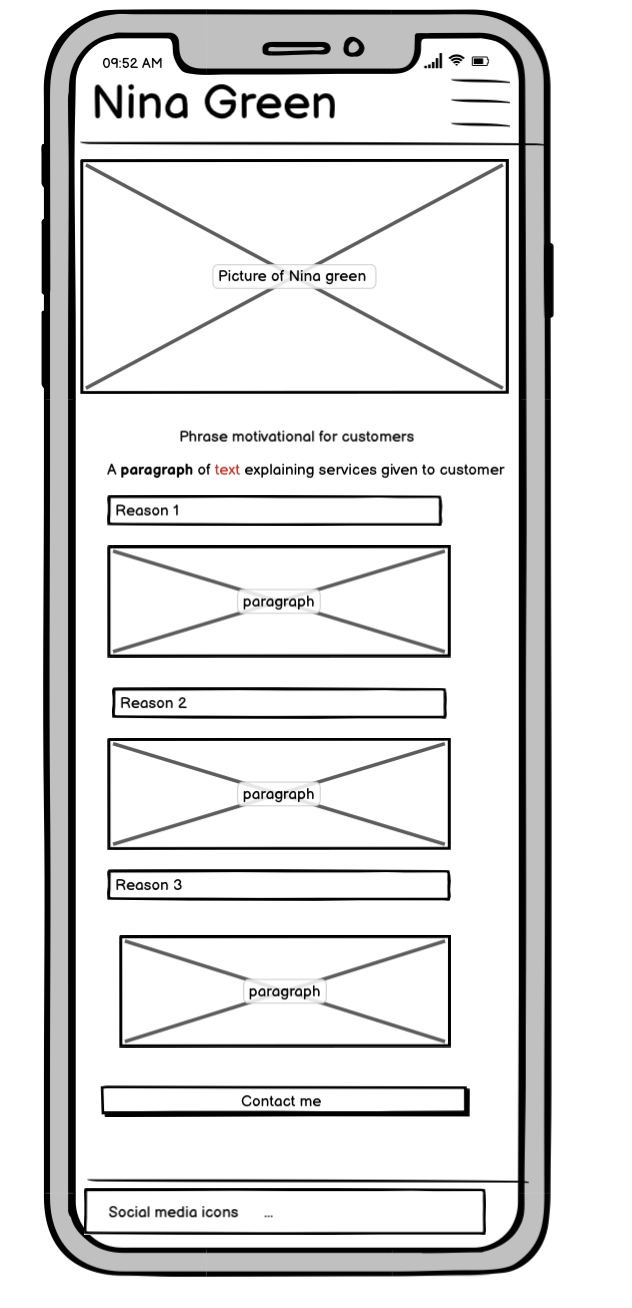 09:52 AM
Nina Green
Picture of Nina green
Phrase motivational for customers
A paragraph of text explaining services given to customer
Reason 1
paragraph
Reason 2
paragraph
Reason 3
paragraph
Contact me
Social media icons ...